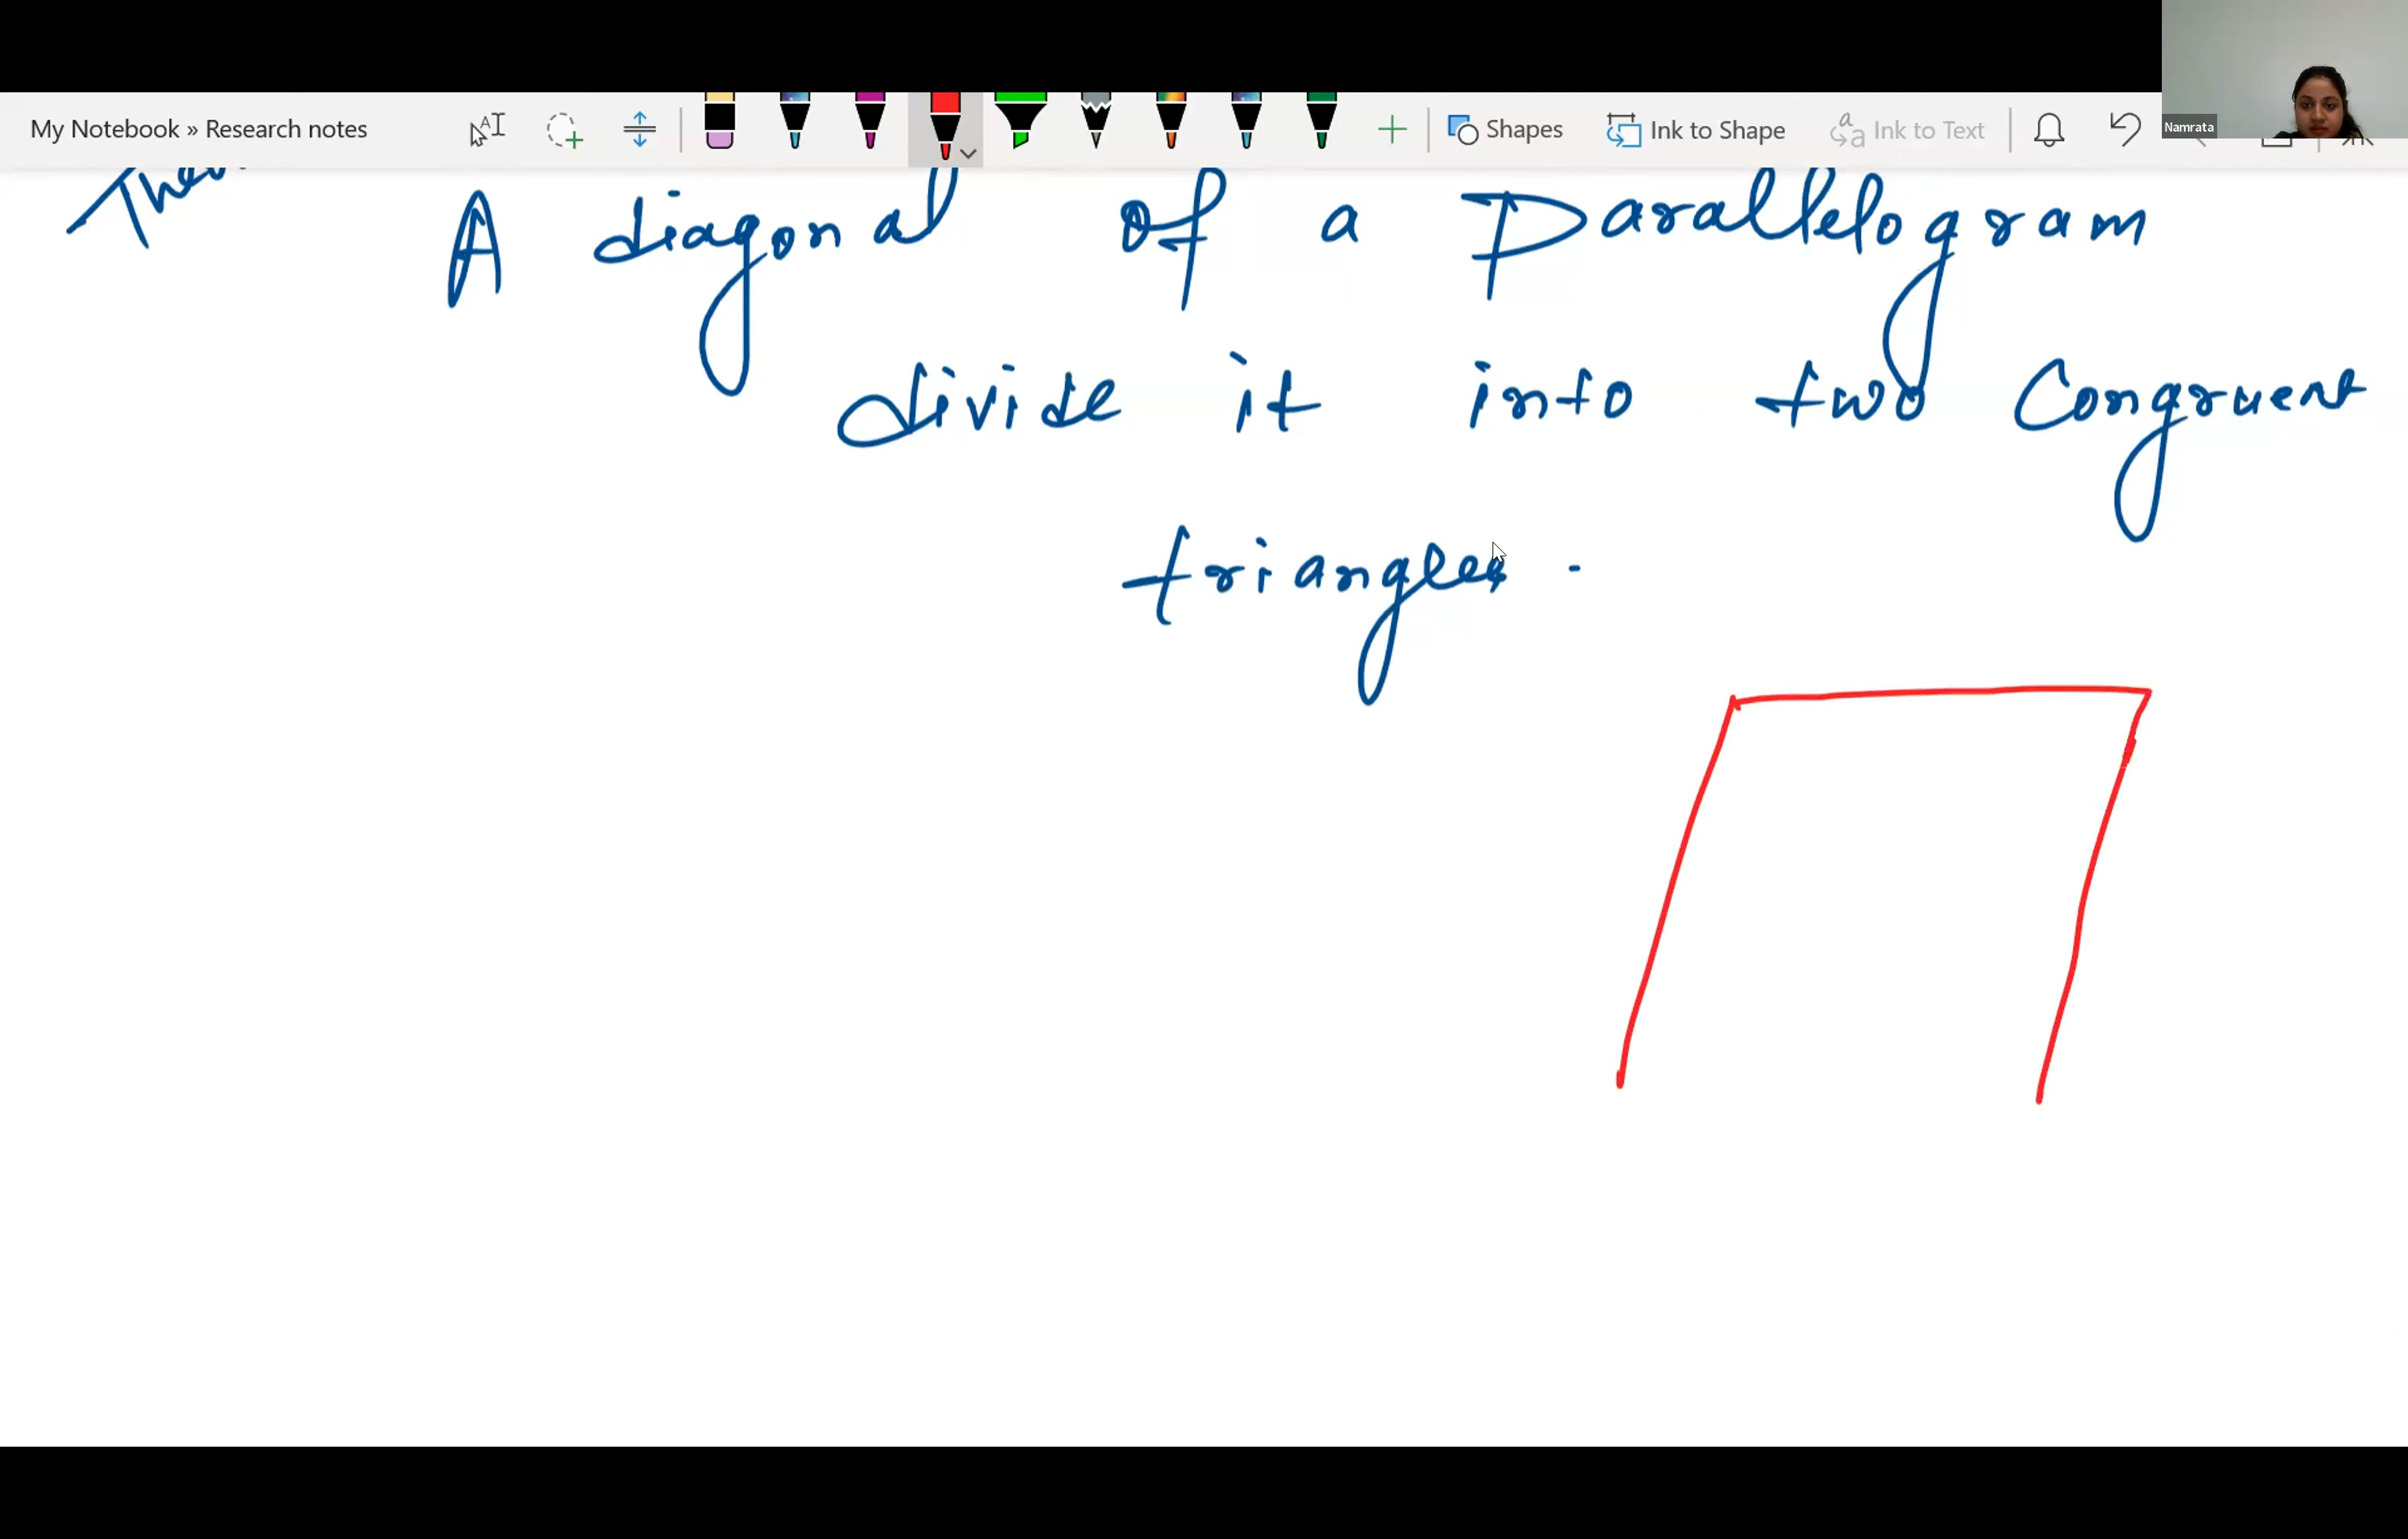 Namrata
My Notebook » Research notes
Shapes
Ink to Shape
Ink to Text
A diagonal of a Parallelogram
divide it into two Congruent
triangles.